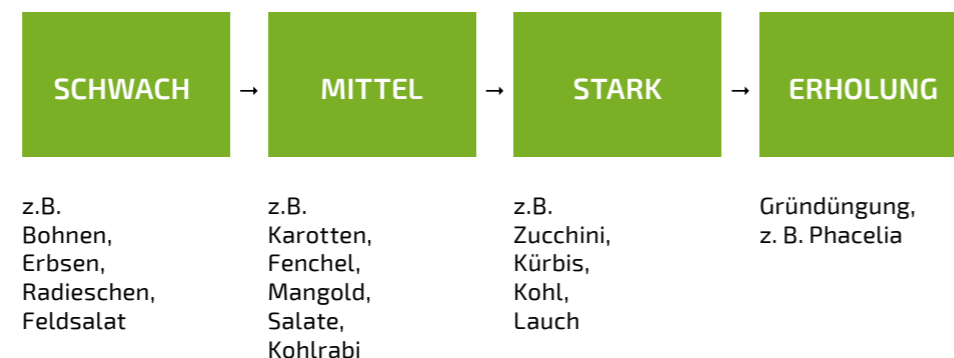 SCHWACH → MITTEL → STARK → ERHOLUNG
z.B.
Bohnen,
Erbsen,
Radieschen,
Feldsalat
z.B.
Karotten,
Fenchel,
Mangold,
Salate,
Kohlrabi
z.B.
Zucchini,
Kürbis,
Kohl,
Lauch
Gründüngung,
z. B. Phacelia